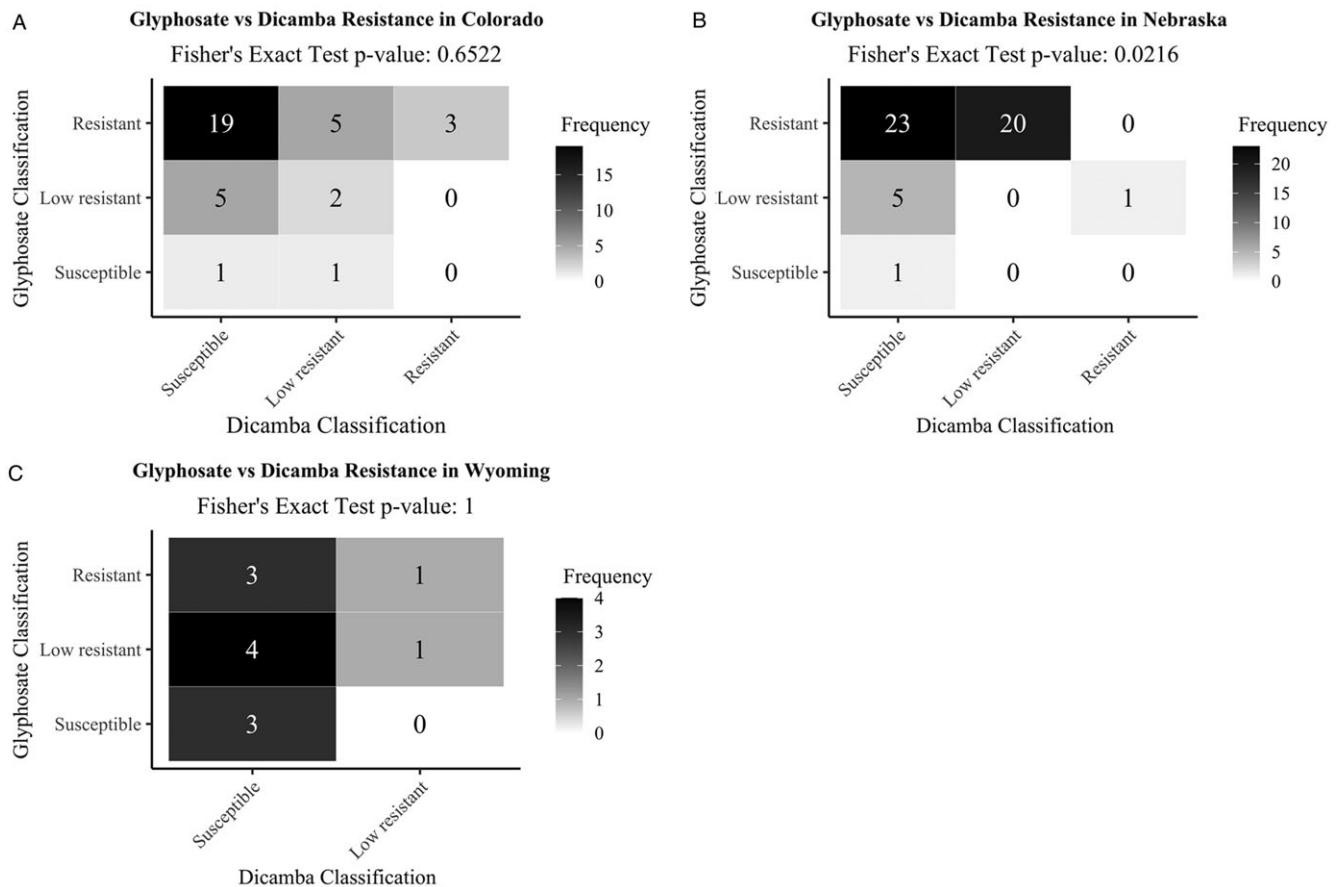 A
Glyphosate vs Dicamba Resistance in Colorado
Fisher's Exact Test p-value: 0.6522
Glyphosate Classification
Resistant
19
5
3
Low resistant
5
2
0
Susceptible
1
1
0
Susceptible
Low resistant
Resistant
Dicamba Classification
Frequency
15
10
5
0
B
Glyphosate vs Dicamba Resistance in Nebraska
Fisher's Exact Test p-value: 0.0216
Glyphosate Classification
Resistant
23
20
0
Low resistant
5
0
1
Susceptible
1
0
0
Susceptible
Low resistant
Resistant
Dicamba Classification
Frequency
20
15
10
5
0
C
Glyphosate vs Dicamba Resistance in Wyoming
Fisher's Exact Test p-value: 1
Glyphosate Classification
Resistant
3
1
Low resistant
4
1
Susceptible
3
0
Susceptible
Low resistant
Dicamba Classification
Frequency
4
3
2
1
0